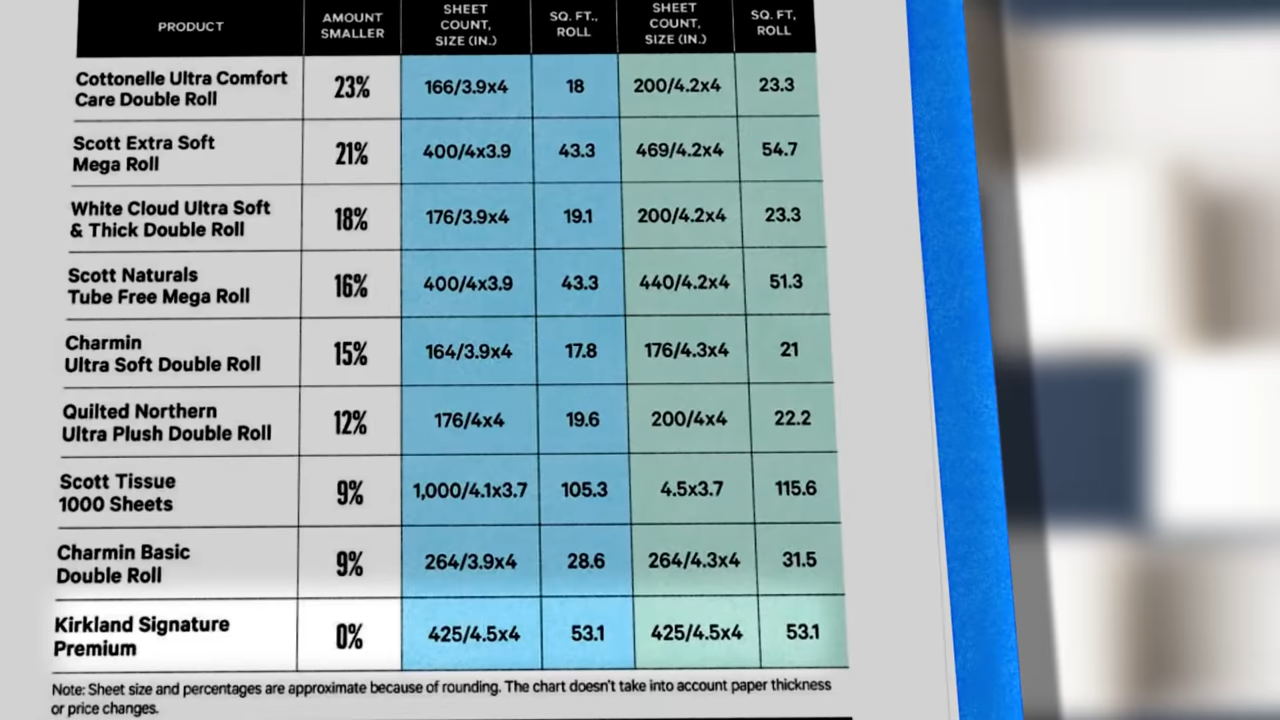 PRODUCT
AMOUNT
SMALLER
SHEET
COUNT,
SIZE (IN.)
SQ. FT.,
ROLL
SHEET
COUNT,
SIZE (IN.)
SQ. FT,
ROLL
Cottonelle Ultra Comfort
Care Double Roll
23%
166/3.9x4
18
200/4.2x4
23.3
Scott Extra Soft
Mega Roll
21%
400/4x3.9
43.3
469/4.2x4
54.7
White Cloud Ultra Soft
& Thick Double Roll
18%
176/3.9x4
19.1
200/4.2x4
23.3
Scott Naturals
Tube Free Mega Roll
16%
400/4x3.9
43.3
440/4.2x4
51.3
Charmin
Ultra Soft Double Roll
15%
164/3.9x4
17.8
176/4.3x4
21
Quilted Northern
Ultra Plush Double Roll
12%
176/4x4
19.6
200/4x4
22.2
Scott Tissue
1000 Sheets
9%
1,000/4.1x3.7
105.3
4.5x3.7
115.6
Charmin Basic
Double Roll
9%
264/3.9x4
28.6
264/4.3x4
31.5
Kirkland Signature
Premium
0%
425/4.5x4
53.1
425/4.5x4
53.1
Note: Sheet size and percentages are approximate because of rounding. The chart doesn't take into account paper thickness
or price changes.